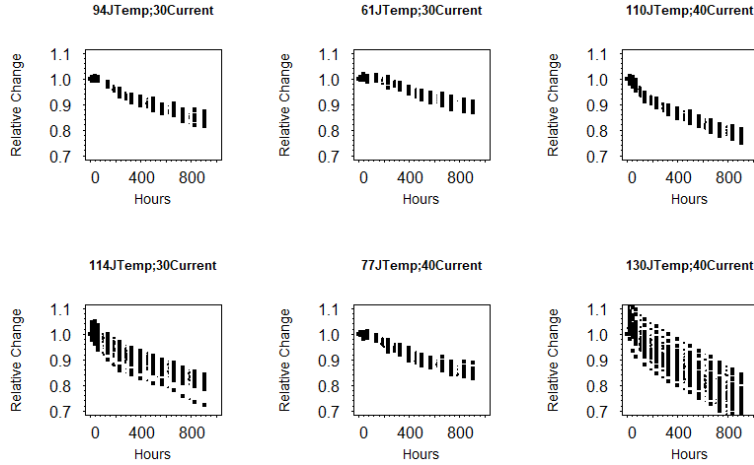 94JTemp;30Current 61JTemp;30Current 110JTemp;40Current
1.1 1.1 1.1
1.0 1.0 1.0
0.9 0.9 0.9
0.8 0.8 0.8
0.7 0.7 0.7
Relative Change Relative Change Relative Change
0 400 800 0 400 800 0 400 800
Hours Hours Hours
114JTemp;30Current 77JTemp;40Current 130JTemp;40Current
1.1 1.1 1.1
1.0 1.0 1.0
0.9 0.9 0.9
0.8 0.8 0.8
0.7 0.7 0.7
Relative Change Relative Change Relative Change
0 400 800 0 400 800 0 400 800
Hours Hours Hours